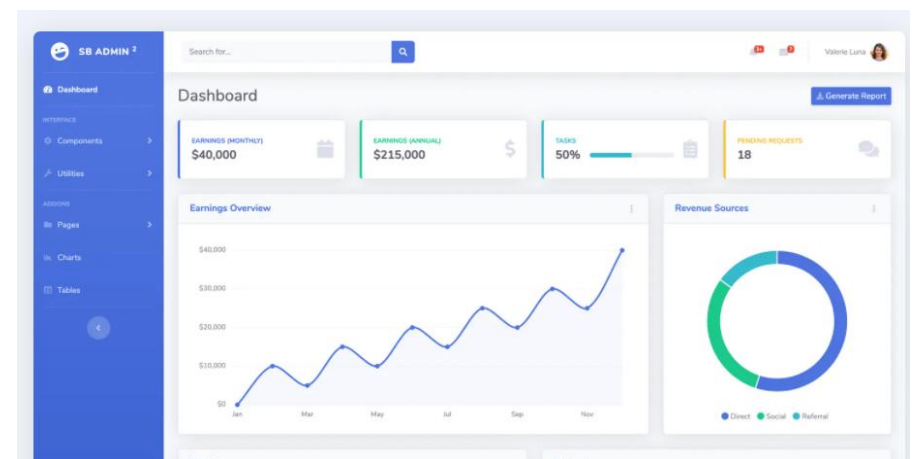 SB ADMIN 2
Search for...
3+
Valerie Luna
Dashboard
Dashboard
Generate Report
INTERFACE
Components
Utilities
ADDONS
Pages
Charts
Tables
EARNINGS (MONTHLY)
$40,000
EARNINGS (ANNUAL)
$215,000
TASKS
50%
PENDING REQUESTS
18
Earnings Overview
$40,000
$30,000
$20,000
$10,000
$0
Jan Mar May Jul Sep Nov
Revenue Sources
Direct Social Referral